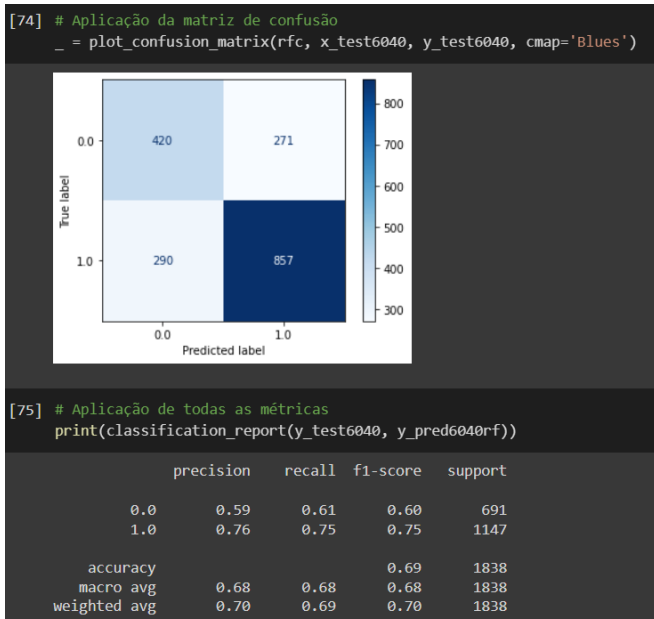 [74] # Aplicação da matriz de confusão
_ = plot_confusion_matrix(rfc, x_test6040, y_test6040, cmap='Blues')
800
0.0 420 271
700
600
True label
500
1.0 290 857
400
300
0.0 1.0
Predicted label
[75] # Aplicação de todas as métricas
print(classification_report(y_test6040, y_pred6040rf))
precision recall f1-score support
0.0 0.59 0.61 0.60 691
1.0 0.76 0.75 0.75 1147
accuracy 0.69 1838
macro avg 0.68 0.68 0.68 1838
weighted avg 0.70 0.69 0.70 1838